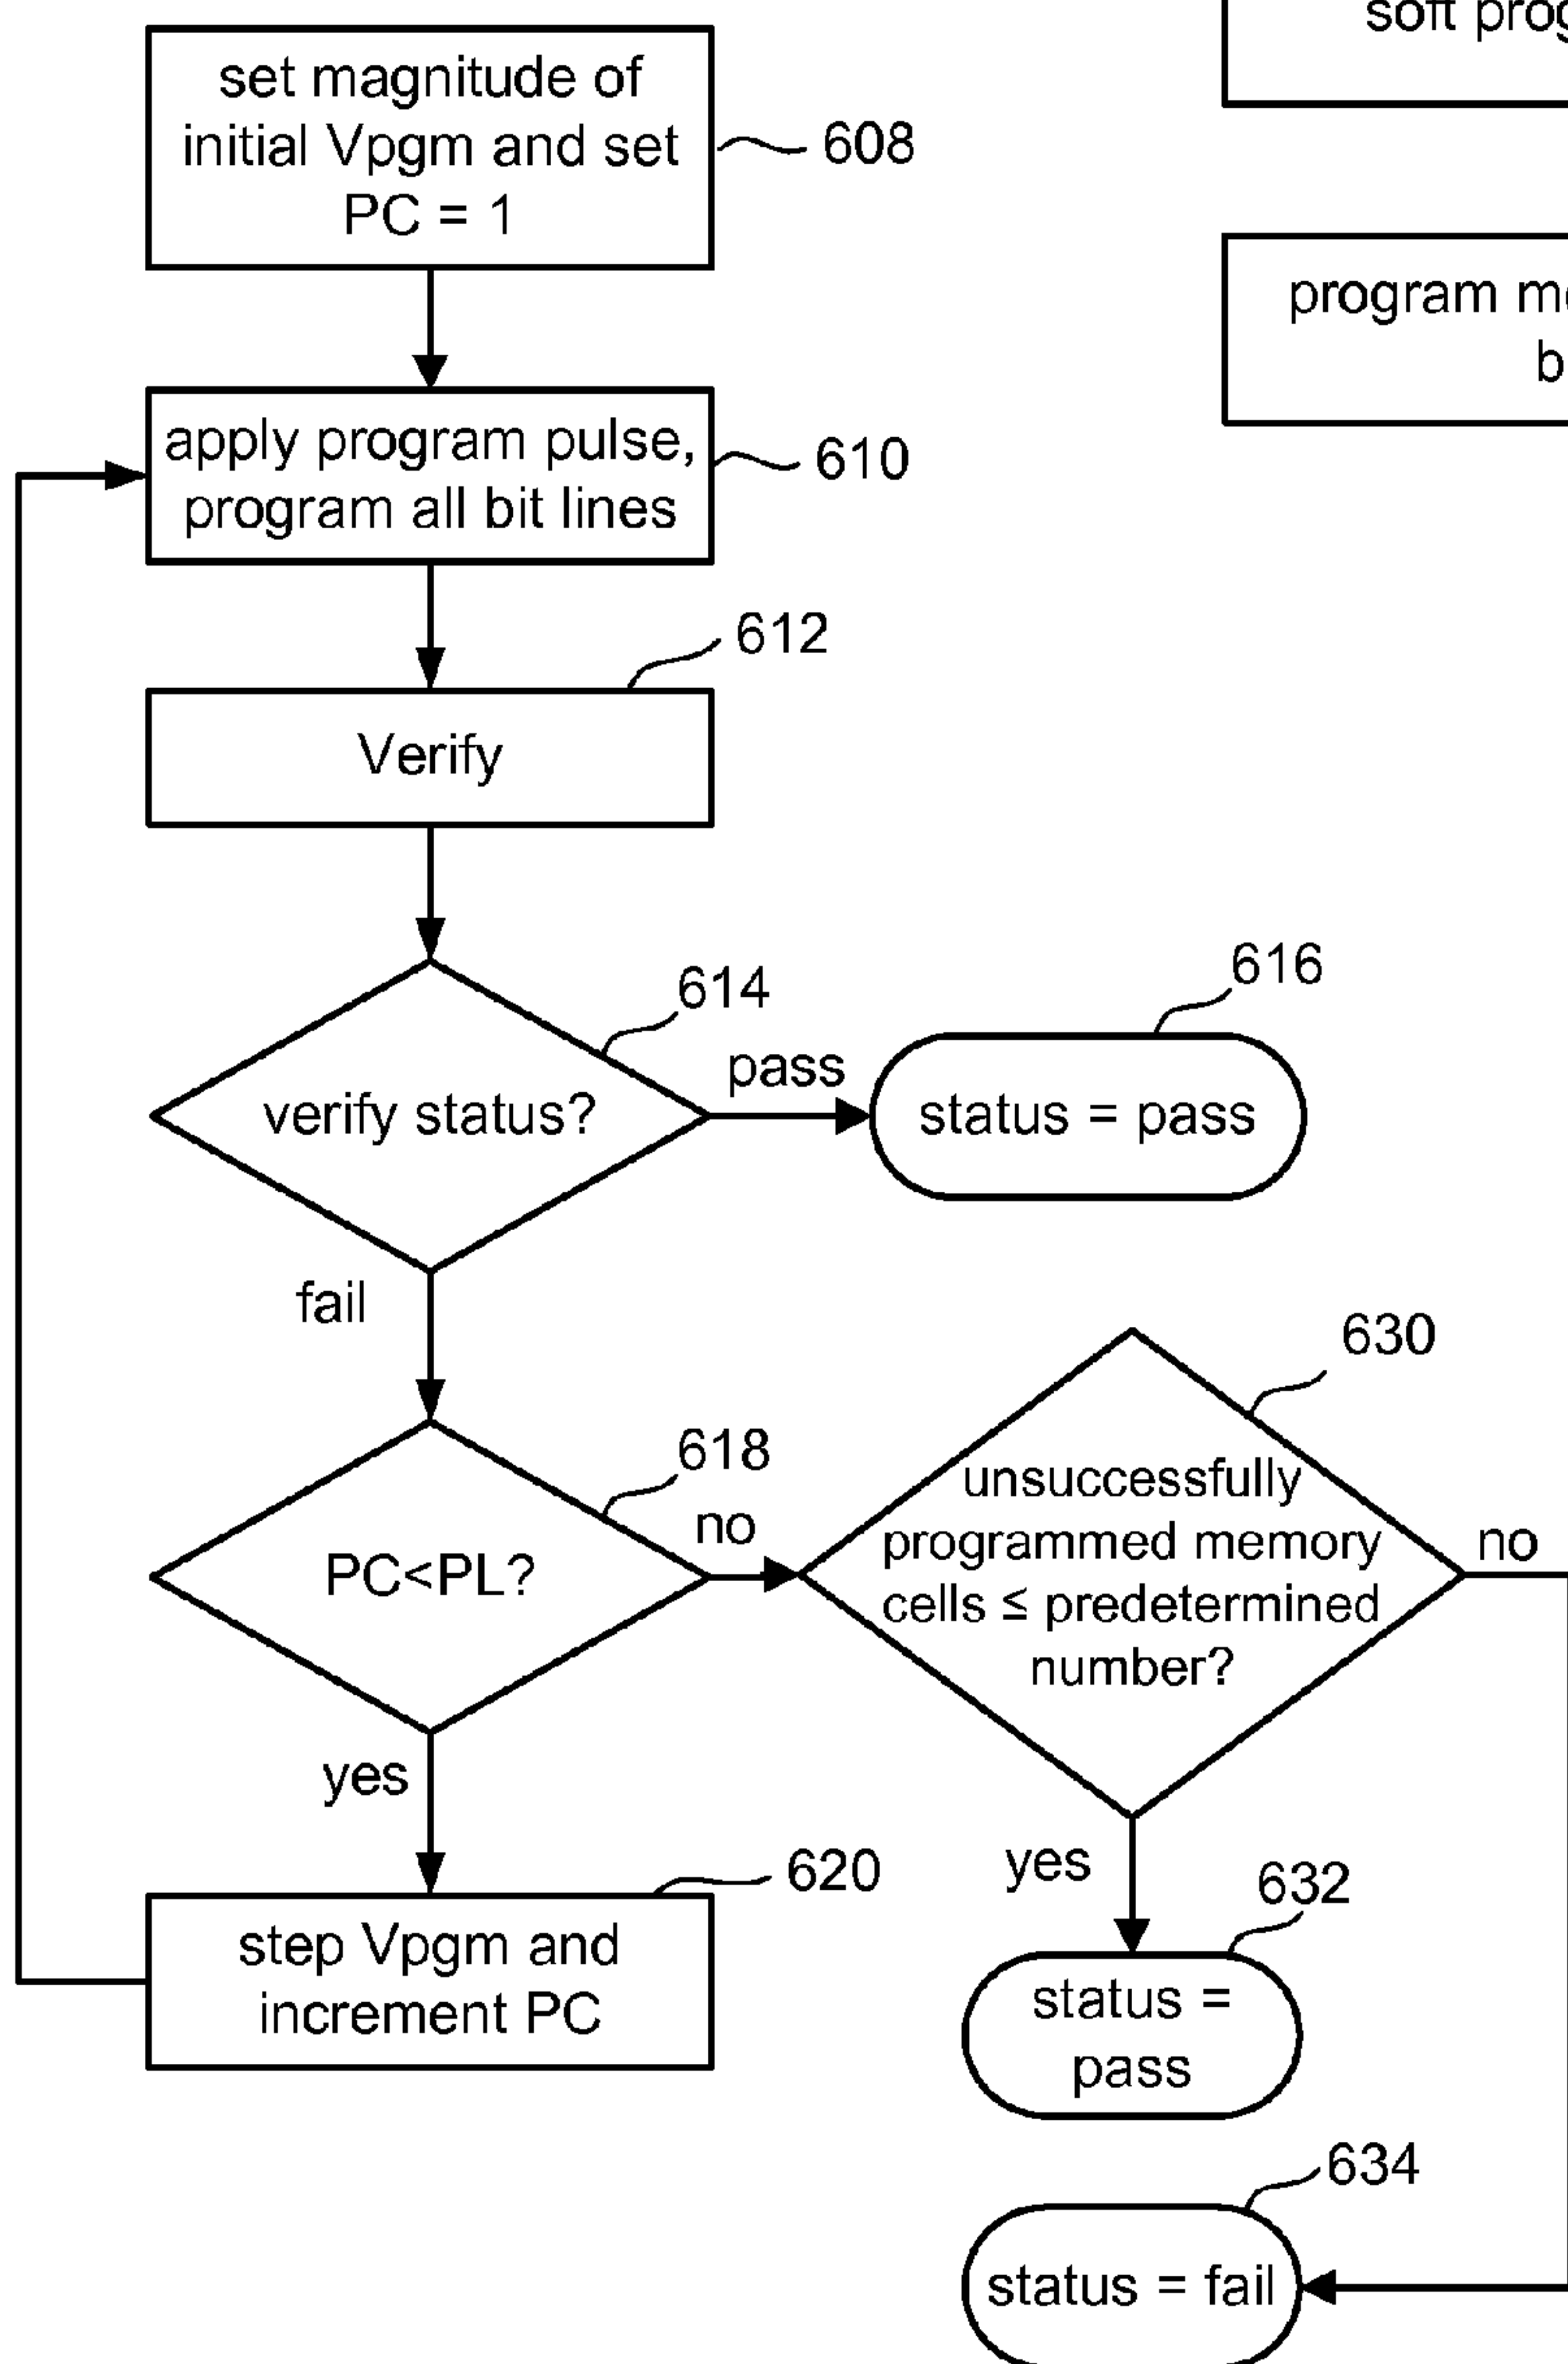 set magnitude of
initial Vpgm and set
PC = 1
608
apply program pulse,
program all bit lines
610
612
Verify
614
verify status?
pass
616
status = pass
fail
618
PC<PL?
no
630
unsuccessfully
programmed memory
cells ≤ predetermined
number?
no
yes
620
step Vpgm and
increment PC
yes
632
status =
pass
634
status = fail
soft
program